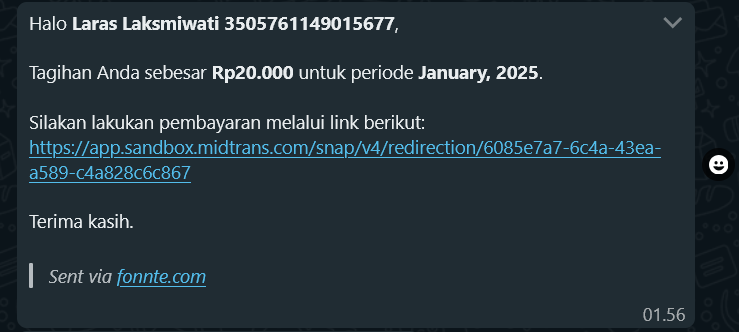 Halo Laras Laksmiwati 3505761149015677,
Tagihan Anda sebesar Rp20.000 untuk periode January, 2025.
Silakan lakukan pembayaran melalui link berikut:
https://app.sandbox.midtrans.com/snap/v4/redirection/6085e7a7-6c4a-43ea-
a589-c4a828c6c867
Terima kasih.
Sent via fonnte.com
01.56